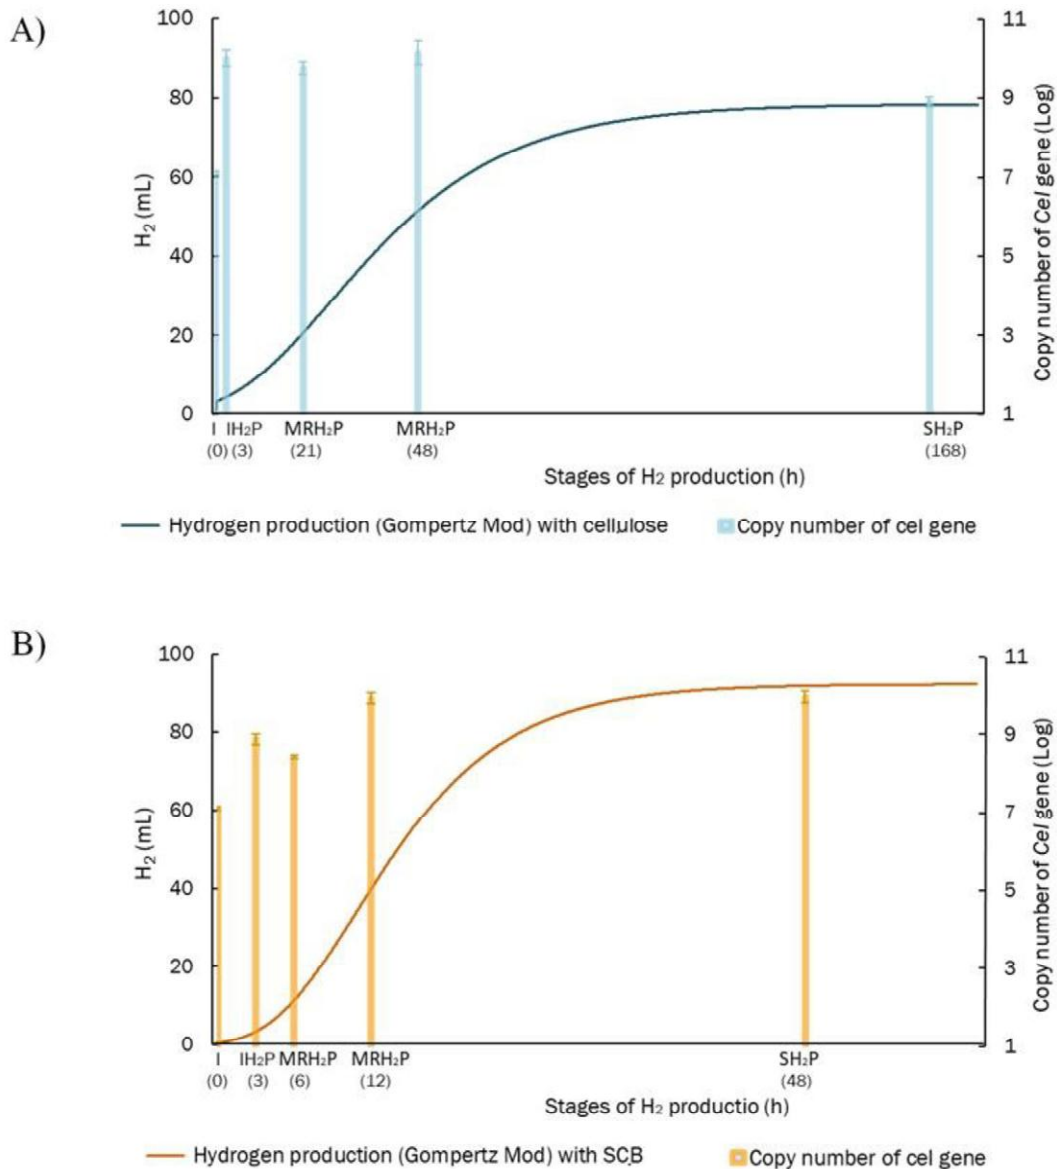 A)
100
80
60
40
20
0
H₂ (mL)
11
9
7
5
3
1
Copy number of Cel gene (Log)
I IH₂P MRH₂P MRH₂P SH₂P
(0) (3) (21) (48) (168)
Stages of H₂ production (h)
Hydrogen production (Gompertz Mod) with cellulose Copy number of cel gene
B)
100
80
60
40
20
0
H₂ (mL)
11
9
7
5
3
1
Copy number of Cel gene (Log)
I IH₂P MRH₂P MRH₂P SH₂P
(0) (3) (6) (12) (48)
Stages of H₂ productio (h)
Hydrogen production (Gompertz Mod) with SCB Copy number of cel gene